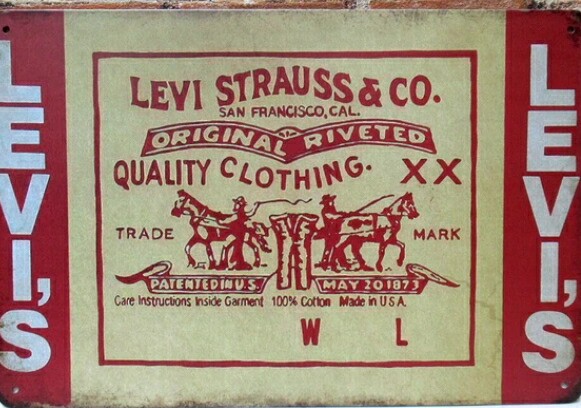 LEVI'S
LEVI STRAUSS & CO.
SAN FRANCISCO, CAL.
ORIGINAL RIVETED
QUALITY CLOTHING. XX
TRADE MARK
PATENTED IN U.S. MAY 20 1873
Care Instructions Inside Garment 100% Cotton Made in U S A.
W L
LEVI'S